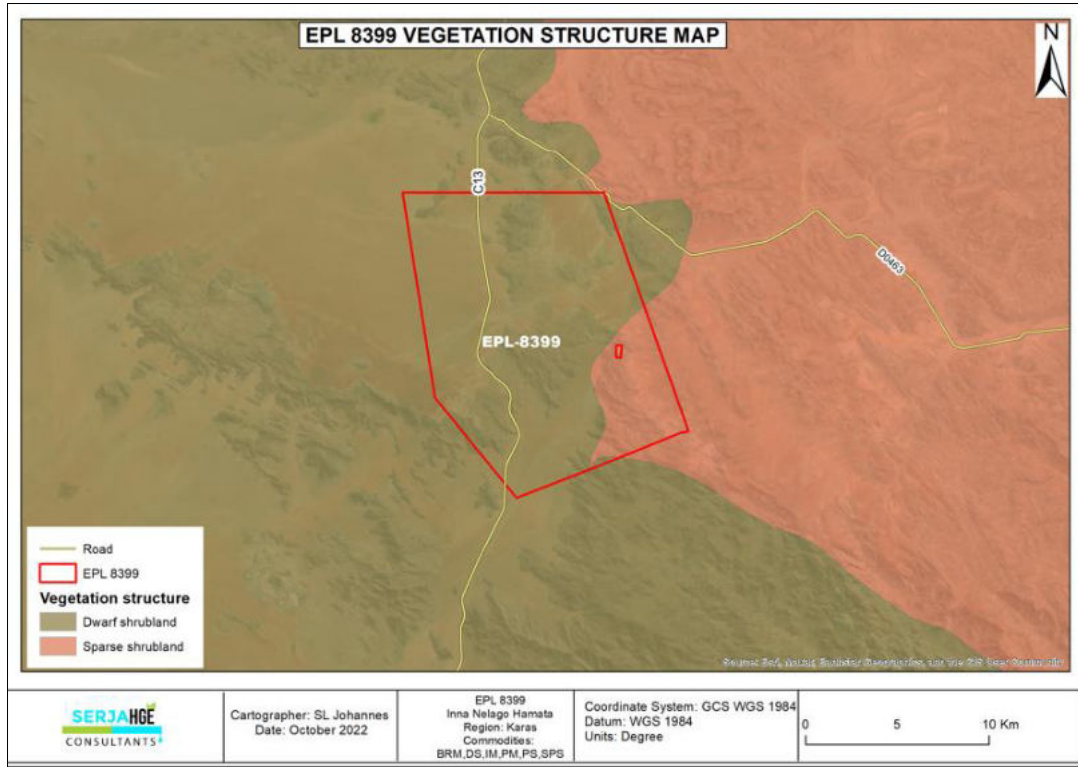 EPL 8399 VEGETATION STRUCTURE MAP
N
C13
D0463
EPL-8399
Road
EPL 8399
Vegetation structure
Dwarf shrubland
Sparse shrubland
SERJA HGE
CONSULTANTS
Cartographer: SL Johannes
Date: October 2022
EPL 8399
Inna Nelago Hamata
Region: Karas
Commodities:
BRM,DS,IM,PM,PS,SPS
Coordinate System: GCS WGS 1984
Datum: WGS 1984
Units: Degree
0 5 10 Km